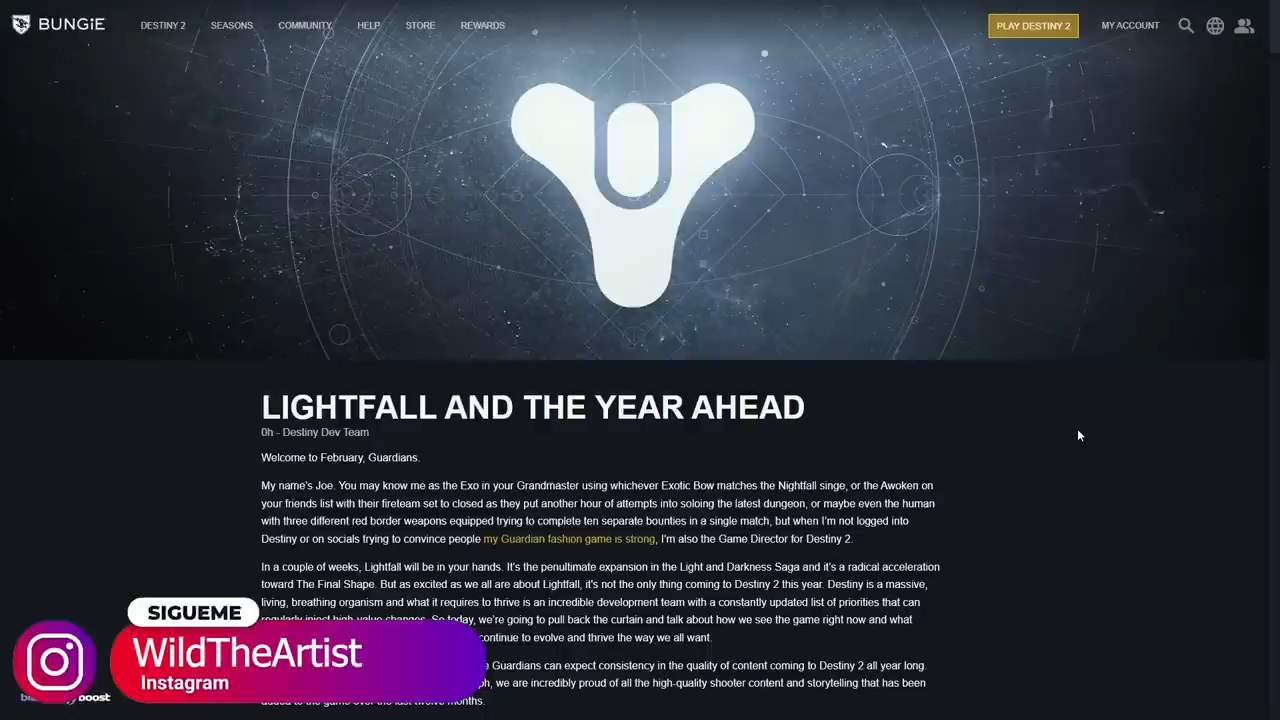 BUNGiE
DESTINY 2
SEASONS
COMMUNITY
HELP
STORE
REWARDS
PLAY DESTINY 2
MY ACCOUNT
LIGHTFALL AND THE YEAR AHEAD
0h - Destiny Dev Team
Welcome to February, Guardians.
My name's Joe. You may know me as the Exo in your Grandmaster using whichever Exotic Bow matches the Nightfall singe, or the Awoken on
your friends list with their fireteam set to closed as they put another hour of attempts into soloing the latest dungeon, or maybe even the human
with three different red border weapons equipped trying to complete ten separate bounties in a single match, but when I'm not logged into
Destiny or on socials trying to convince people my Guardian fashion game is strong, I'm also the Game Director for Destiny 2.
In a couple of weeks, Lightfall will be in your hands. It's the penultimate expansion in the Light and Darkness Saga and it's a radical acceleration
toward The Final Shape. But as excited as we all are about Lightfall, it's not the only thing coming to Destiny 2 this year. Destiny is a massive,
living, breathing organism and what it requires to thrive is an incredible development team with a constantly updated list of priorities that can
regularly inject high-value changes. So today, we're going to pull back the curtain and talk about how we see the game right now and what
continue to evolve and thrive the way we all want.
Guardians can expect consistency in the quality of content coming to Destiny 2 all year long.
we are incredibly proud of all the high-quality shooter content and storytelling that has been
added to the game over the last twelve months.
SIGUEME
WildTheArtist
Instagram
boost